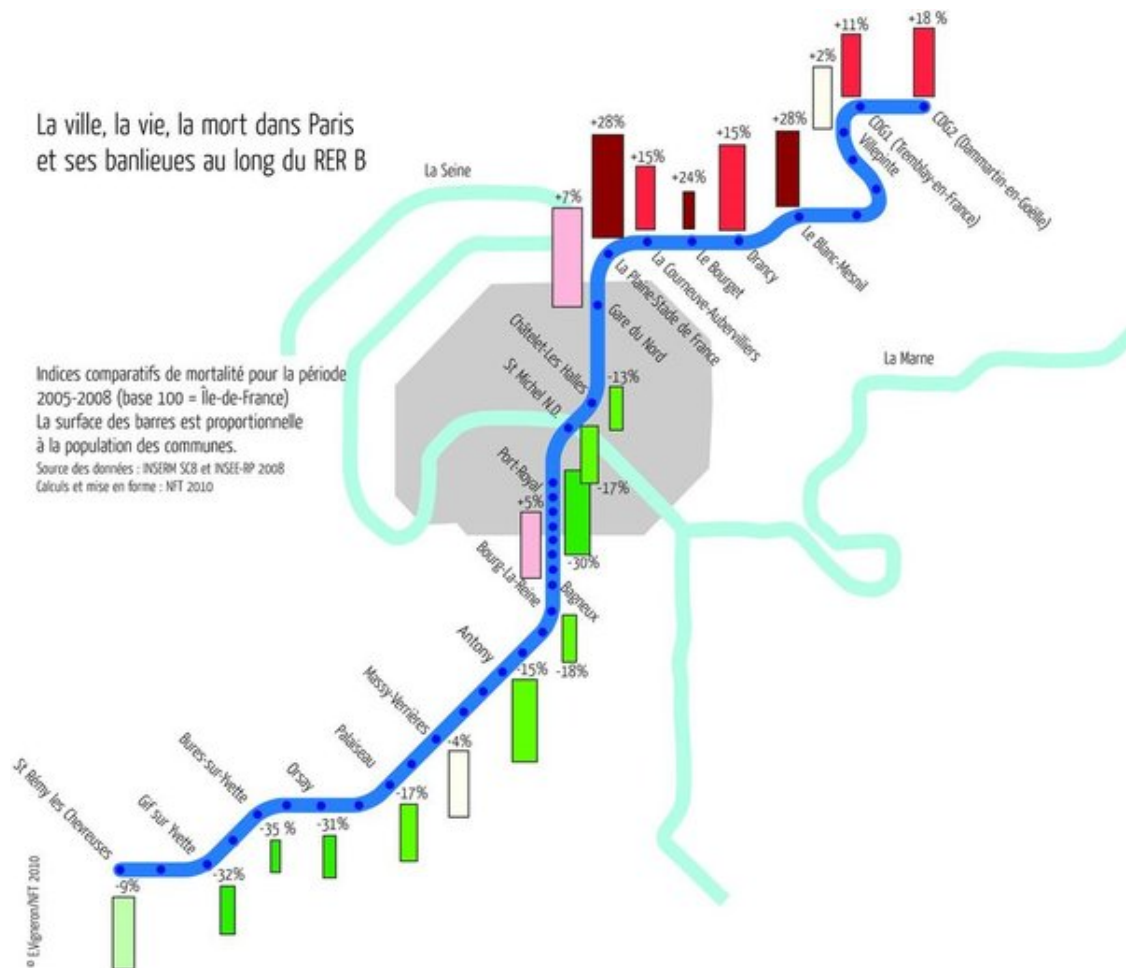 La ville, la vie, la mort dans Paris
et ses banlieues au long du RER B
+18 %
+11%
+2%
+28%
+15%
+28%
+15%
+24%
+7%
La Seine
CDG2 (Dammartin-en-Goëlle)
CDG1 (Tremblay-en-France)
Villepinte
Le Blanc-Mesnil
Drancy
Le Bourget
La Courneuve-Aubervilliers
La Plaine-Stade de France
Gare du Nord
Châtelet-Les Halles
La Marne
Indices comparatifs de mortalité pour la période
2005-2008 (base 100 = Île-de-France)
La surface des barres est proportionnelle
à la population des communes.
Source des données : INSERM SC8 et INSEE-RP 2008
Calculs et mise en forme : NFT 2010
-13%
St Michel N.D.
-17%
Port-Royal
+5%
-30%
Bourg-La-Reine
Bagneux
-18%
Antony
-15%
Massy-Verrières
-4%
Palaiseau
-17%
Orsay
-31%
Bures-sur-Yvette
-35 %
Gif sur Yvette
-32%
St Rémy les Chevreuses
-9%
© E.Vigneron/NFT 2010